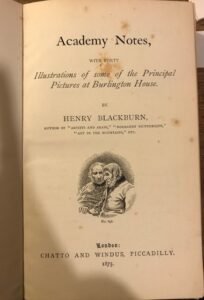 Academy Notes,
WITH FORTY
Illustrations of some of the Principal
Pictures at Burlington House.
BY
HENRY BLACKBURN,
AUTHOR OF "ARTISTS AND ARABS," "NORMANDY PICTURESQUE,"
"ART IN THE MOUNTAINS," ETC.
London:
CHATTO AND WINDUS, PICCADILLY.
1875.